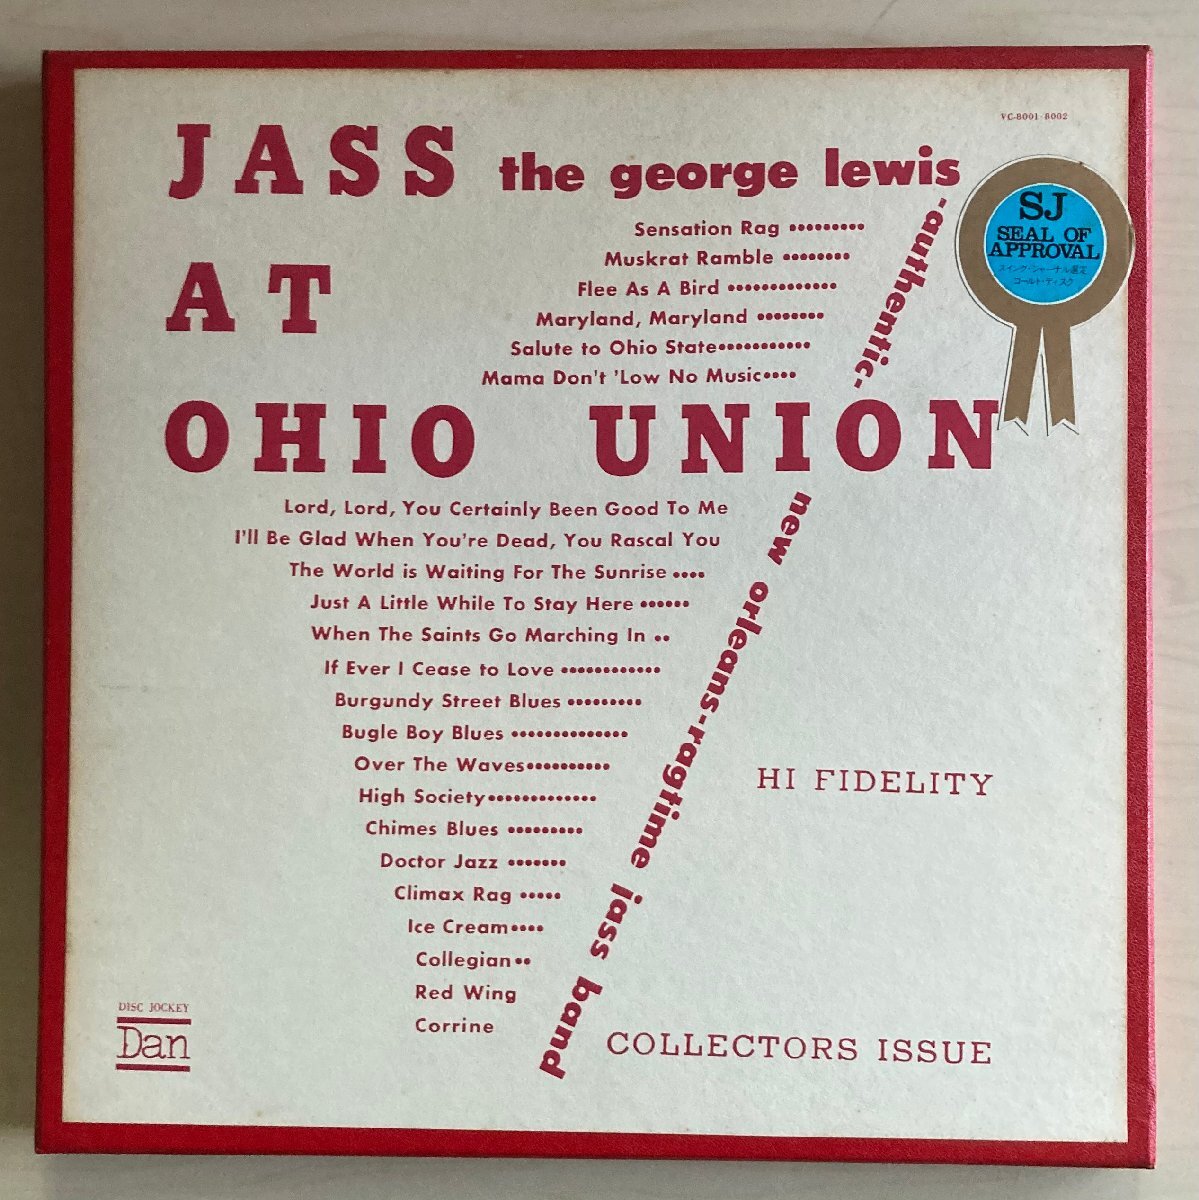 VC-8001·8002
JASS the george lewis
AT
OHIO UNION
-authentic-
new orleans-ragtime jass band
SJ
SEAL OF
APPROVAL
スイング・ジャーナル選定
ゴールド・ディスク
Sensation Rag •••••••••
Muskrat Ramble ••••••••
Flee As A Bird •••••••••••••
Maryland, Maryland ••••••••
Salute to Ohio State•••••••••••
Mama Don't 'Low No Music••••
Lord, Lord, You Certainly Been Good To Me
I'll Be Glad When You're Dead, You Rascal You
The World is Waiting For The Sunrise ••••
Just A Little While To Stay Here ••••••
When The Saints Go Marching In ••
If Ever I Cease to Love ••••••••••••
Burgundy Street Blues •••••••••
Bugle Boy Blues ••••••••••••••
Over The Waves••••••••••
High Society•••••••••••••
Chimes Blues •••••••••
Doctor Jazz •••••••
Climax Rag •••••
Ice Cream••••
Collegian••
Red Wing
Corrine
HI FIDELITY
COLLECTORS ISSUE
DISC JOCKEY
Dan